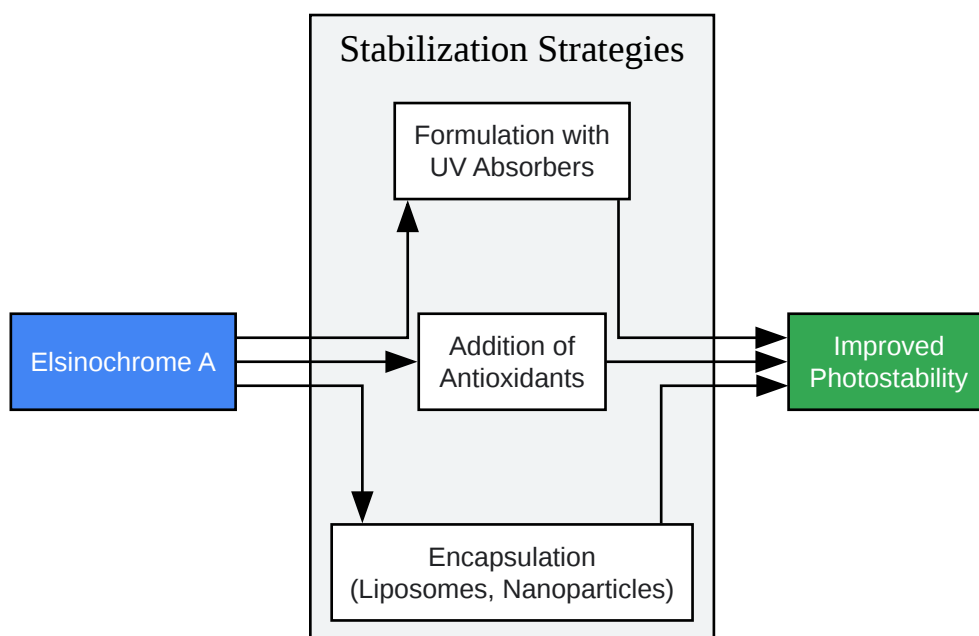 Stabilization Strategies
Formulation with
UV Absorbers
Elsinochrome A
Addition of
Antioxidants
Improved
Photostability
Encapsulation
(Liposomes, Nanoparticles)